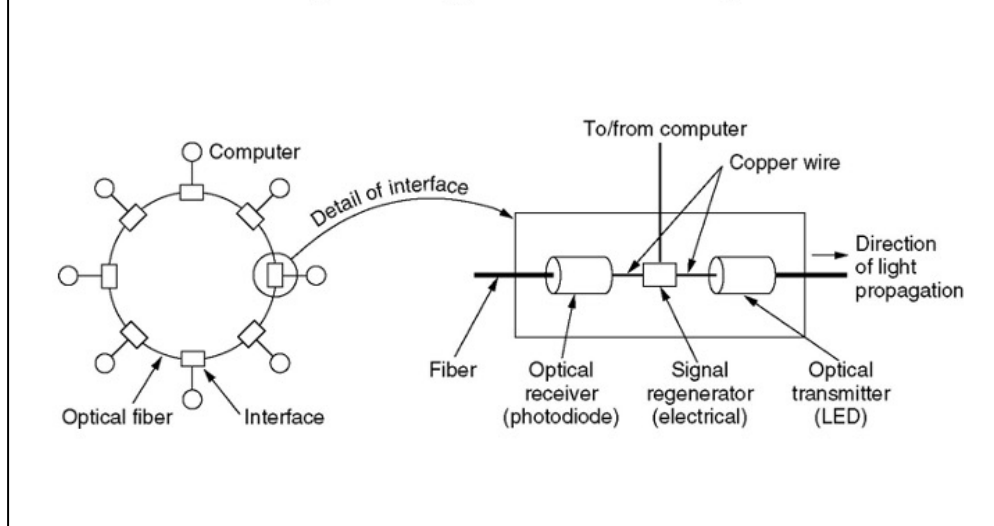 Computer
Optical fiber
Interface
Detail of interface
To/from computer
Copper wire
Direction
of light
propagation
Fiber
Optical
receiver
(photodiode)
Signal
regenerator
(electrical)
Optical
transmitter
(LED)